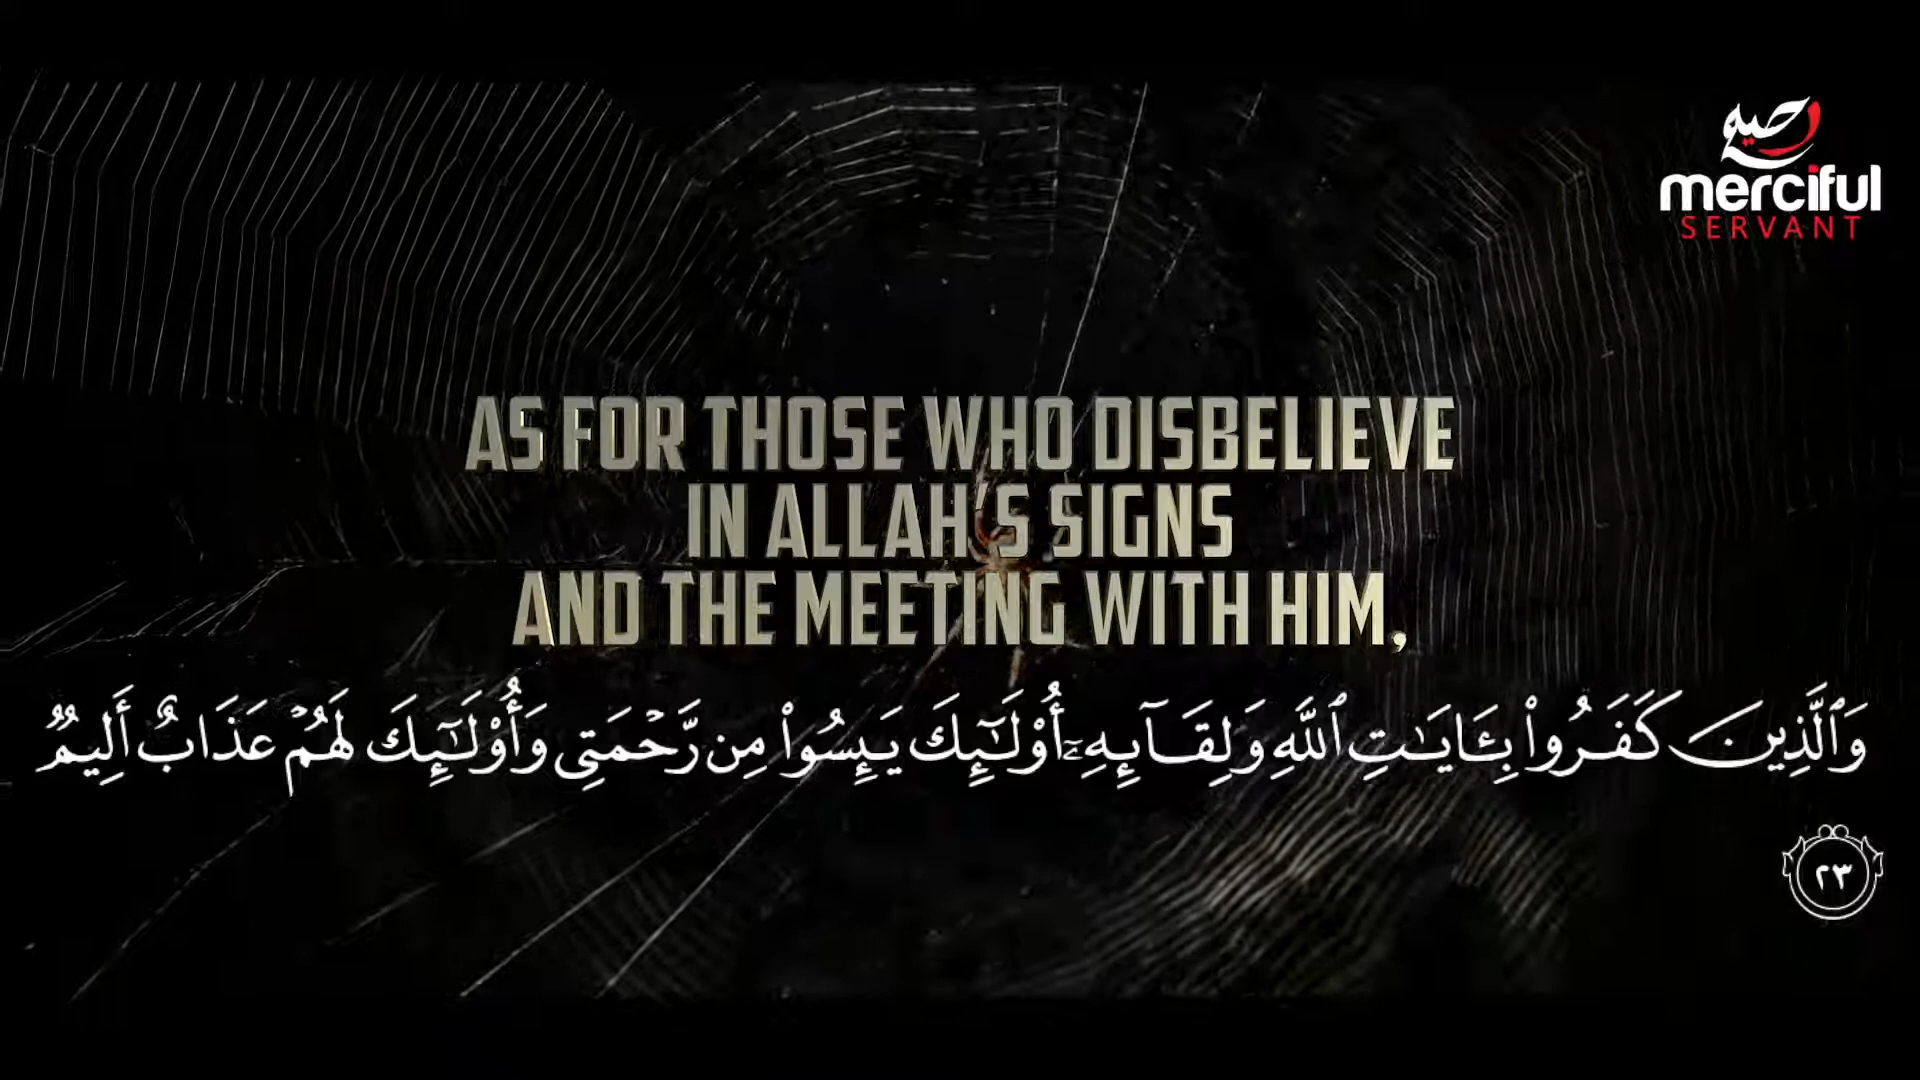 رحيم
merciful
SERVANT
AS FOR THOSE WHO DISBELIEVE
IN ALLAH'S SIGNS
AND THE MEETING WITH HIM,
وَٱلَّذِينَ كَفَرُوا۟ بِـَٔايَـٰتِ ٱللَّهِ وَلِقَآئِهِۦٓ أُو۟لَـٰٓئِكَ يَئِسُوا۟ مِن رَّحْمَتِى وَأُو۟لَـٰٓئِكَ لَهُمْ عَذَابٌ أَلِيمٌ
٢٣